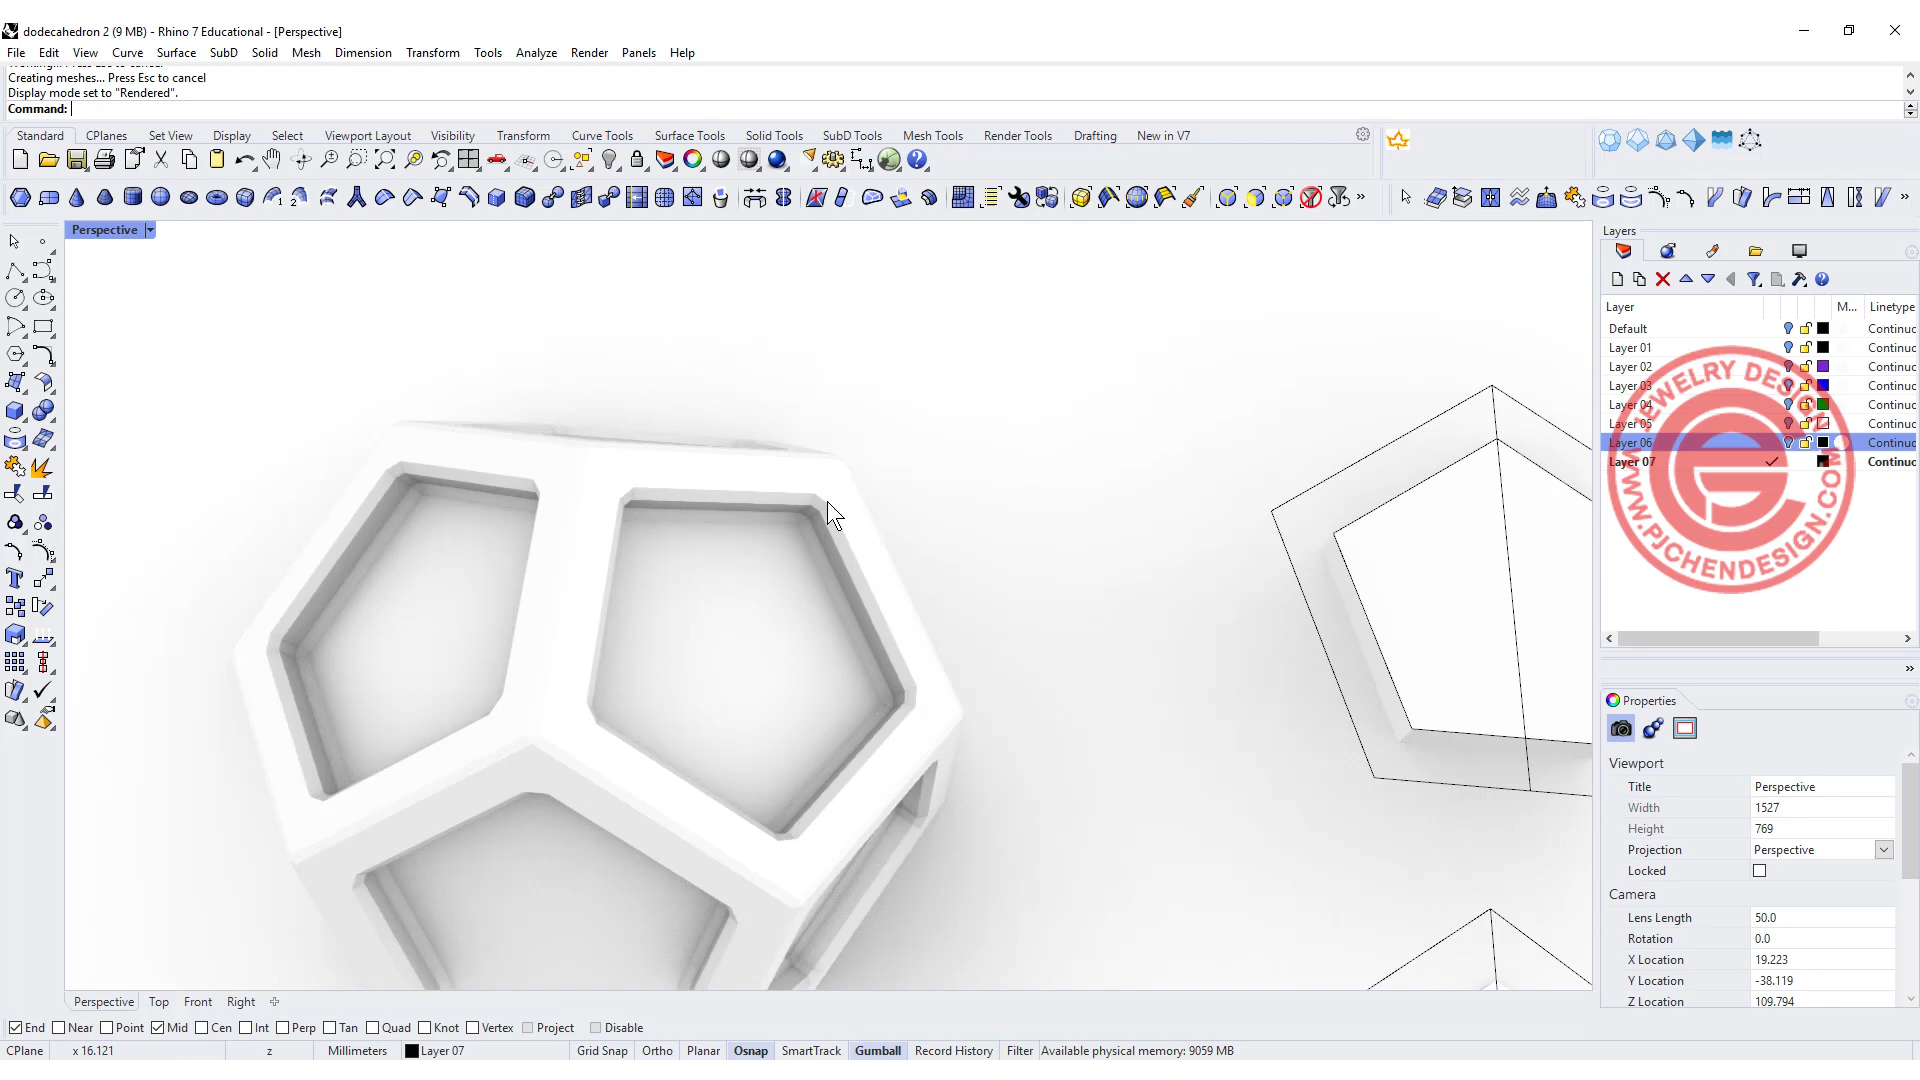 dodecahedron 2 (9 MB) - Rhino 7 Educational - [Perspective]
File Edit View Curve Surface SubD Solid Mesh Dimension Transform Tools Analyze Render Panels Help
Creating meshes... Press Esc to cancel
Display mode set to "Rendered".
Command:
Standard CPlanes Set View Display Select Viewport Layout Visibility Transform Curve Tools Surface Tools Solid Tools SubD Tools Mesh Tools Render Tools Drafting New in V7
Perspective
Layers
Layer M... Linetype
Default Continuc
Layer 01 Continuc
Layer 02 Continuc
Layer 03 Continuc
Layer 04 Continuc
Layer 05 Continuc
Layer 06 Continuc
Layer 07 Continuc
JEWELRY DESIGN
WWW.PJCHENDESIGN.COM
Properties
Viewport
Title Perspective
Width 1527
Height 769
Projection Perspective
Locked
Camera
Lens Length 50.0
Rotation 0.0
X Location 19.223
Y Location -38.119
Z Location 109.794
Perspective Top Front Right
End Near Point Mid Cen Int Perp Tan Quad Knot Vertex Project Disable
CPlane x 16.121 z Millimeters Layer 07 Grid Snap Ortho Planar Osnap SmartTrack Gumball Record History Filter Available physical memory: 9059 MB